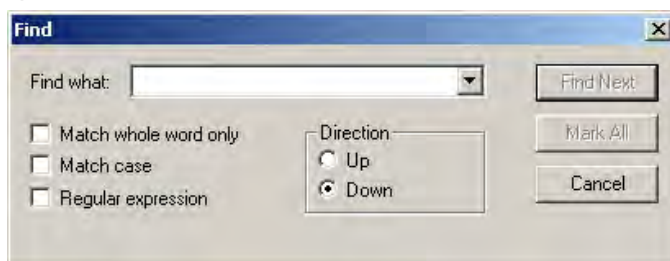 Find
Find what:
Find Next
Match whole word only
Direction
Mark All
Up
Match case
Down
Cancel
Regular expression